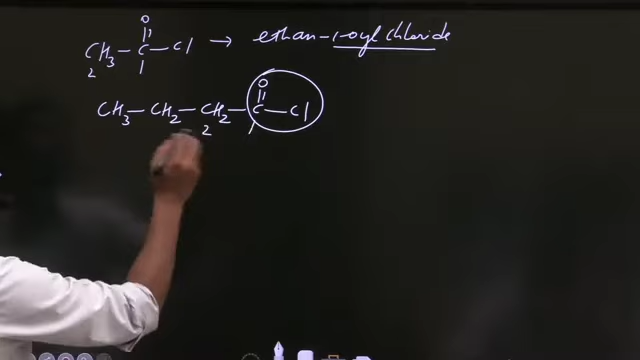 CH3 – C(=O) – Cl → ethan-1-oyl chloride
2 1
CH3 – CH2 – CH2 – C(=O) – Cl
2 1